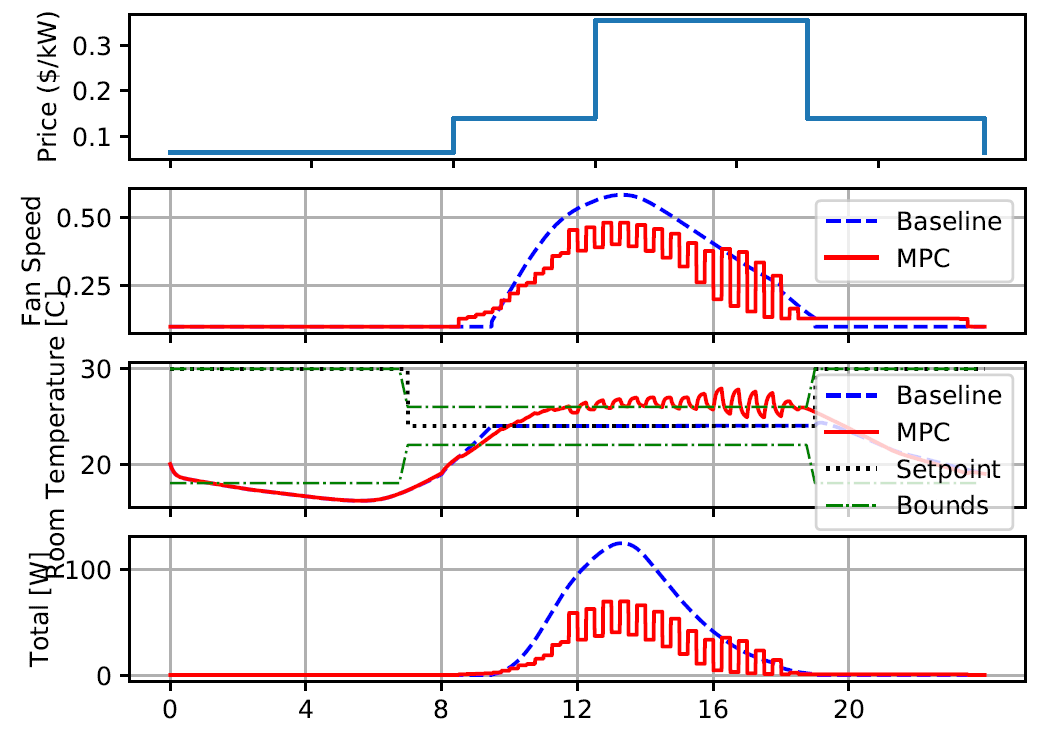 Price ($/kW)
0.3
0.2
0.1
Fan Speed
0.50
0.25
Baseline
MPC
Room Temperature [C]
30
20
Baseline
MPC
Setpoint
Bounds
Total [W]
100
0
0 4 8 12 16 20